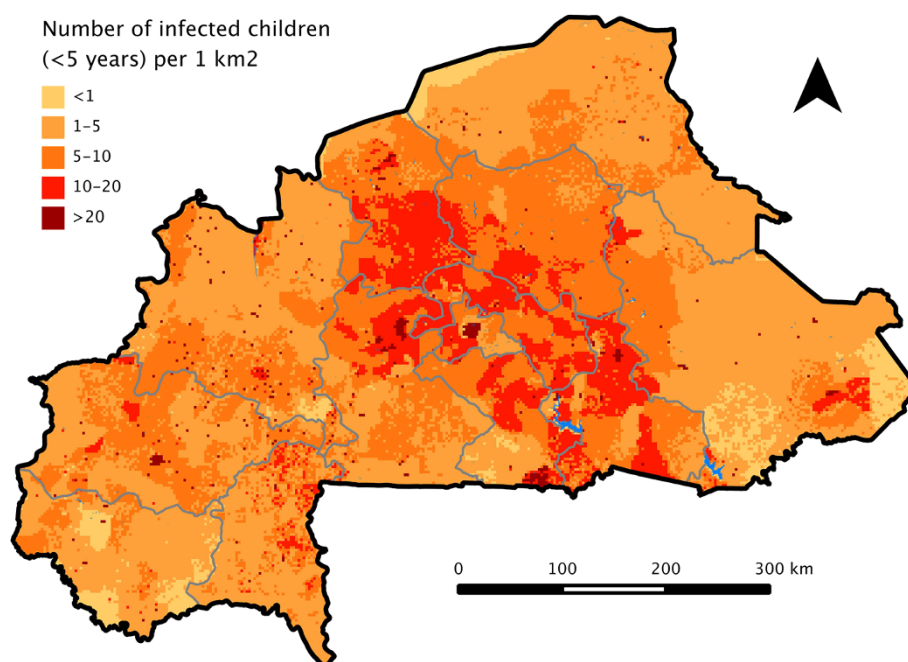 Number of infected children
(<5 years) per 1 km2
<1
1-5
5-10
10-20
>20
0 100 200 300 km